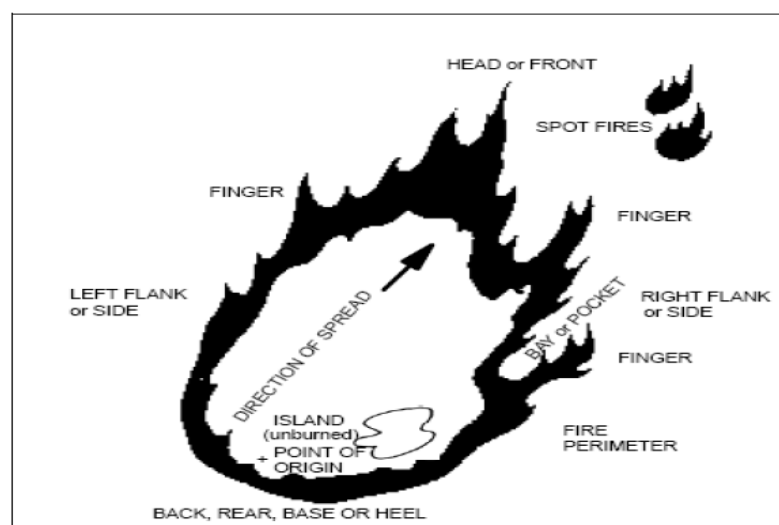 HEAD or FRONT
SPOT FIRES
FINGER
FINGER
LEFT FLANK
or SIDE
DIRECTION OF SPREAD
RIGHT FLANK
or SIDE
BAY or POCKET
FINGER
ISLAND
(unburned)
+ POINT OF
ORIGIN
FIRE
PERIMETER
BACK, REAR, BASE OR HEEL